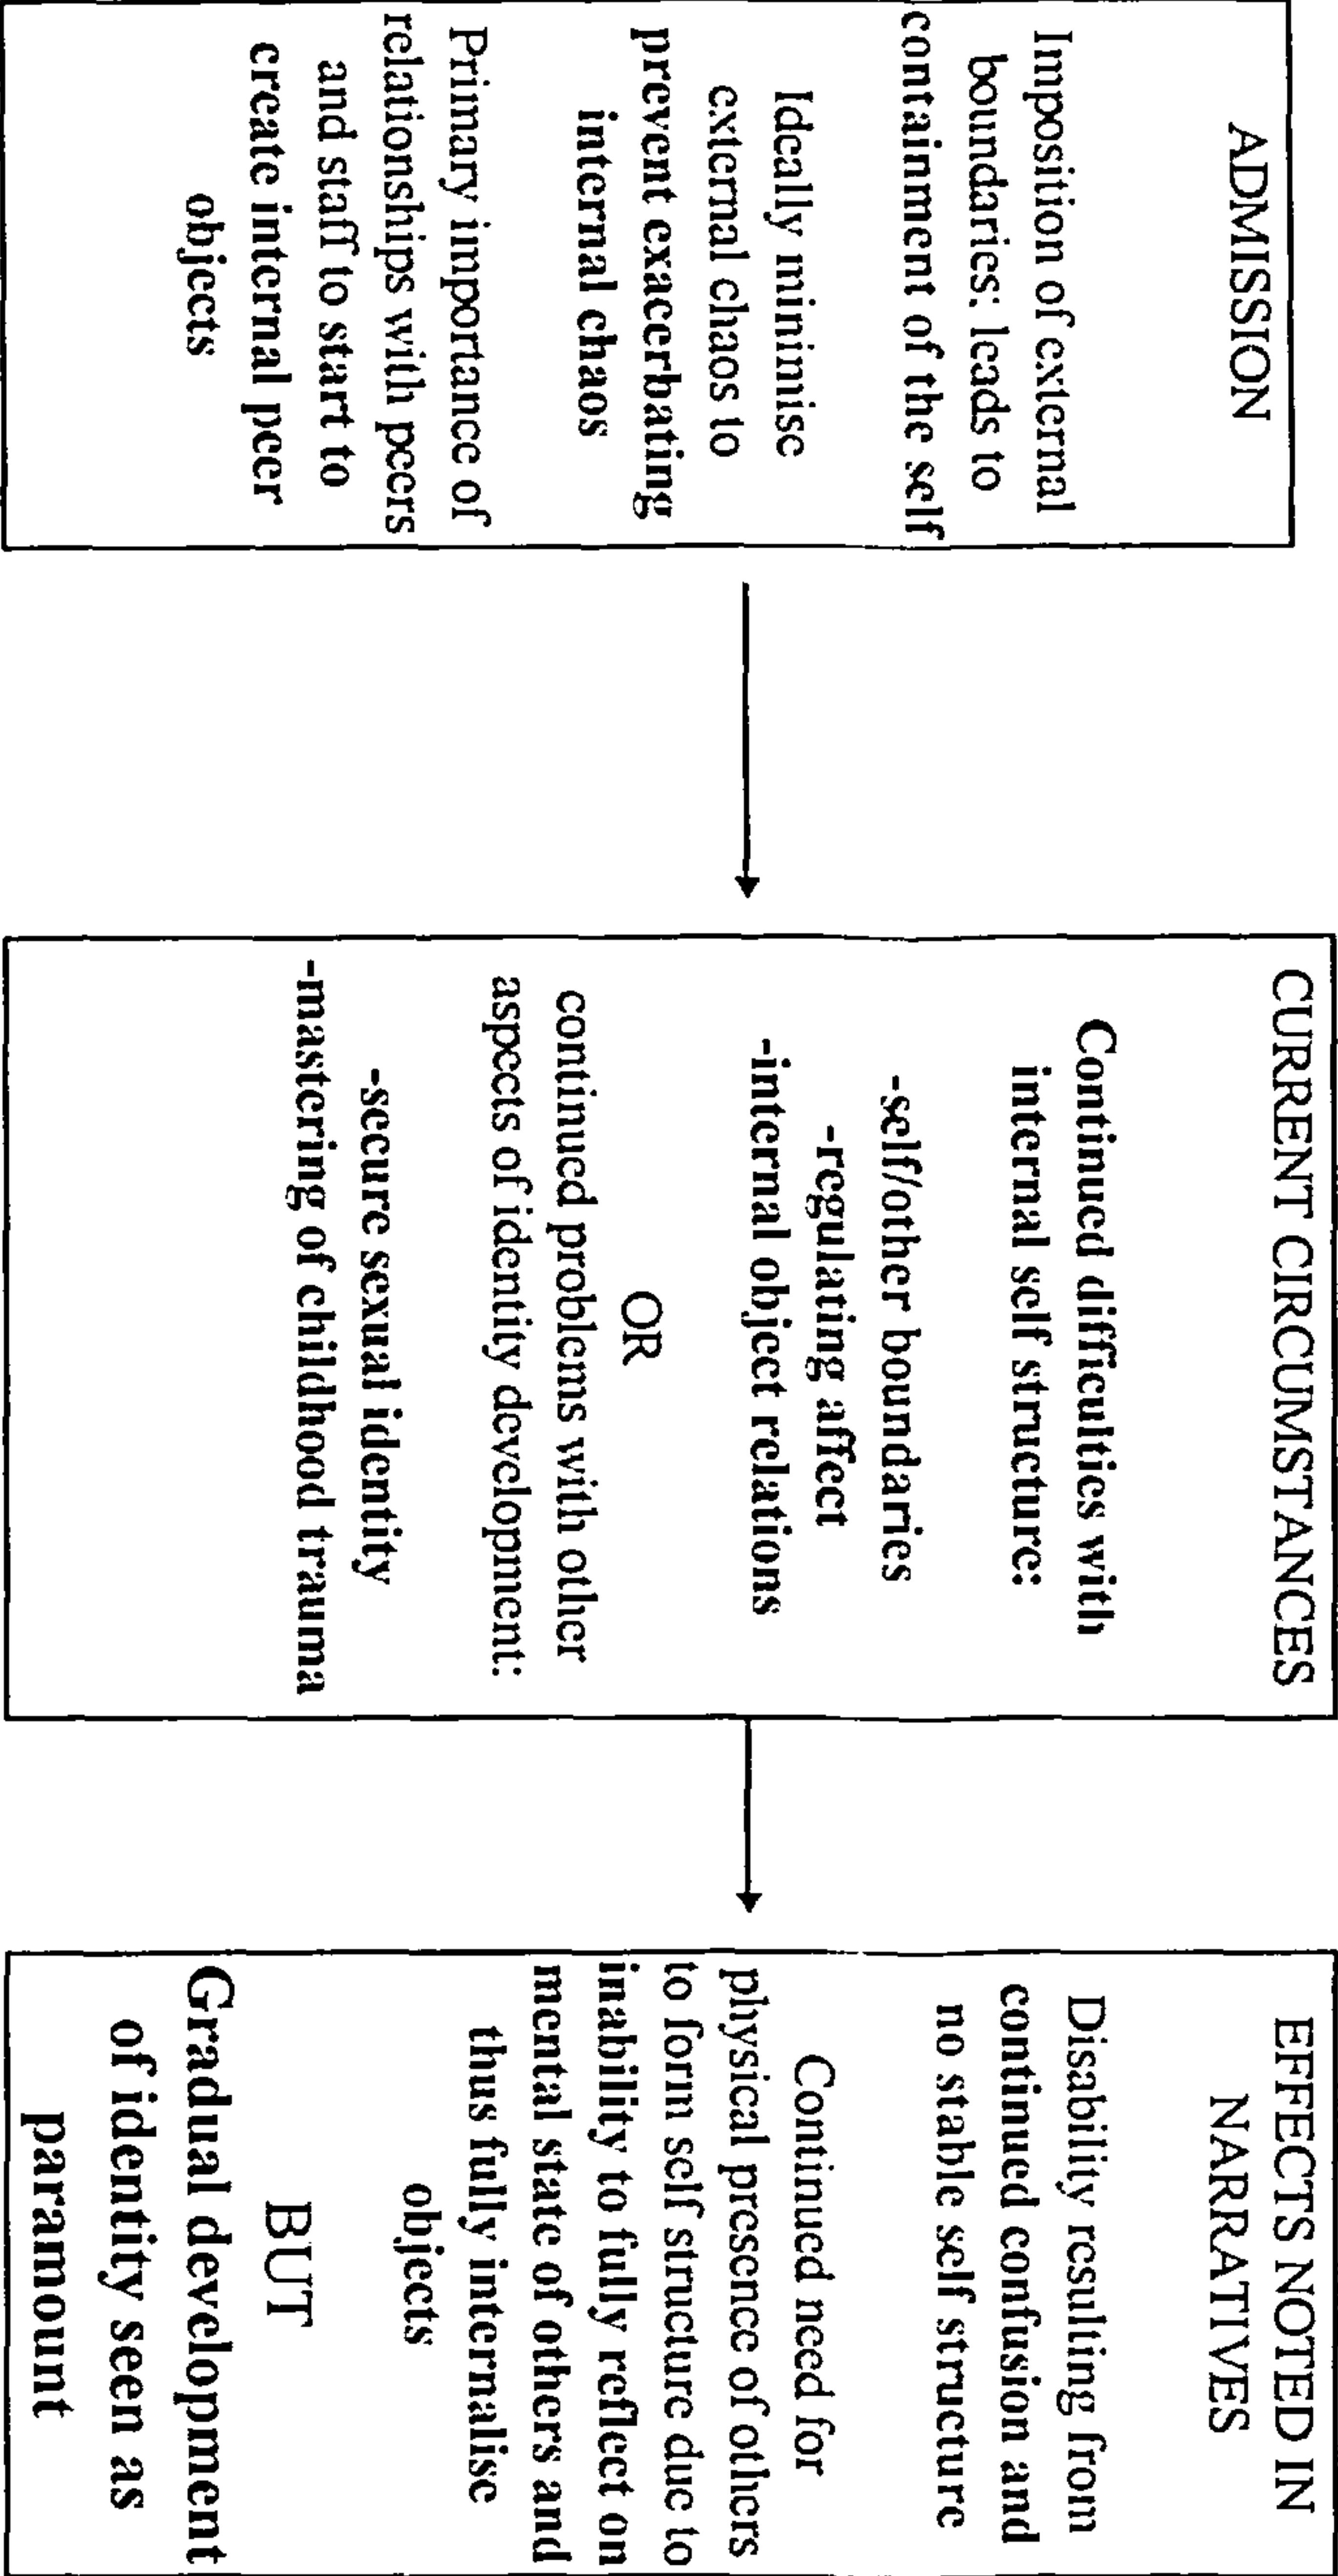 ADMISSION
Imposition of external
boundaries: leads to
containment of the self
Ideally minimise
external chaos to
prevent exacerbating
internal chaos
Primary importance of
relationships with peers
and staff to start to
create internal peer
objects
CURRENT CIRCUMSTANCES
Continued difficulties with
internal self structure:
-self/other boundaries
-regulating affect
-internal object relations
OR
continued problems with other
aspects of identity development:
-secure sexual identity
-mastering of childhood trauma
EFFECTS NOTED IN
NARRATIVES
Disability resulting from
continued confusion and
no stable self structure
Continued need for
physical presence of others
to form self structure due to
inability to fully reflect on
mental state of others and
thus fully internalise
objects
BUT
Gradual development
of identity seen as
paramount